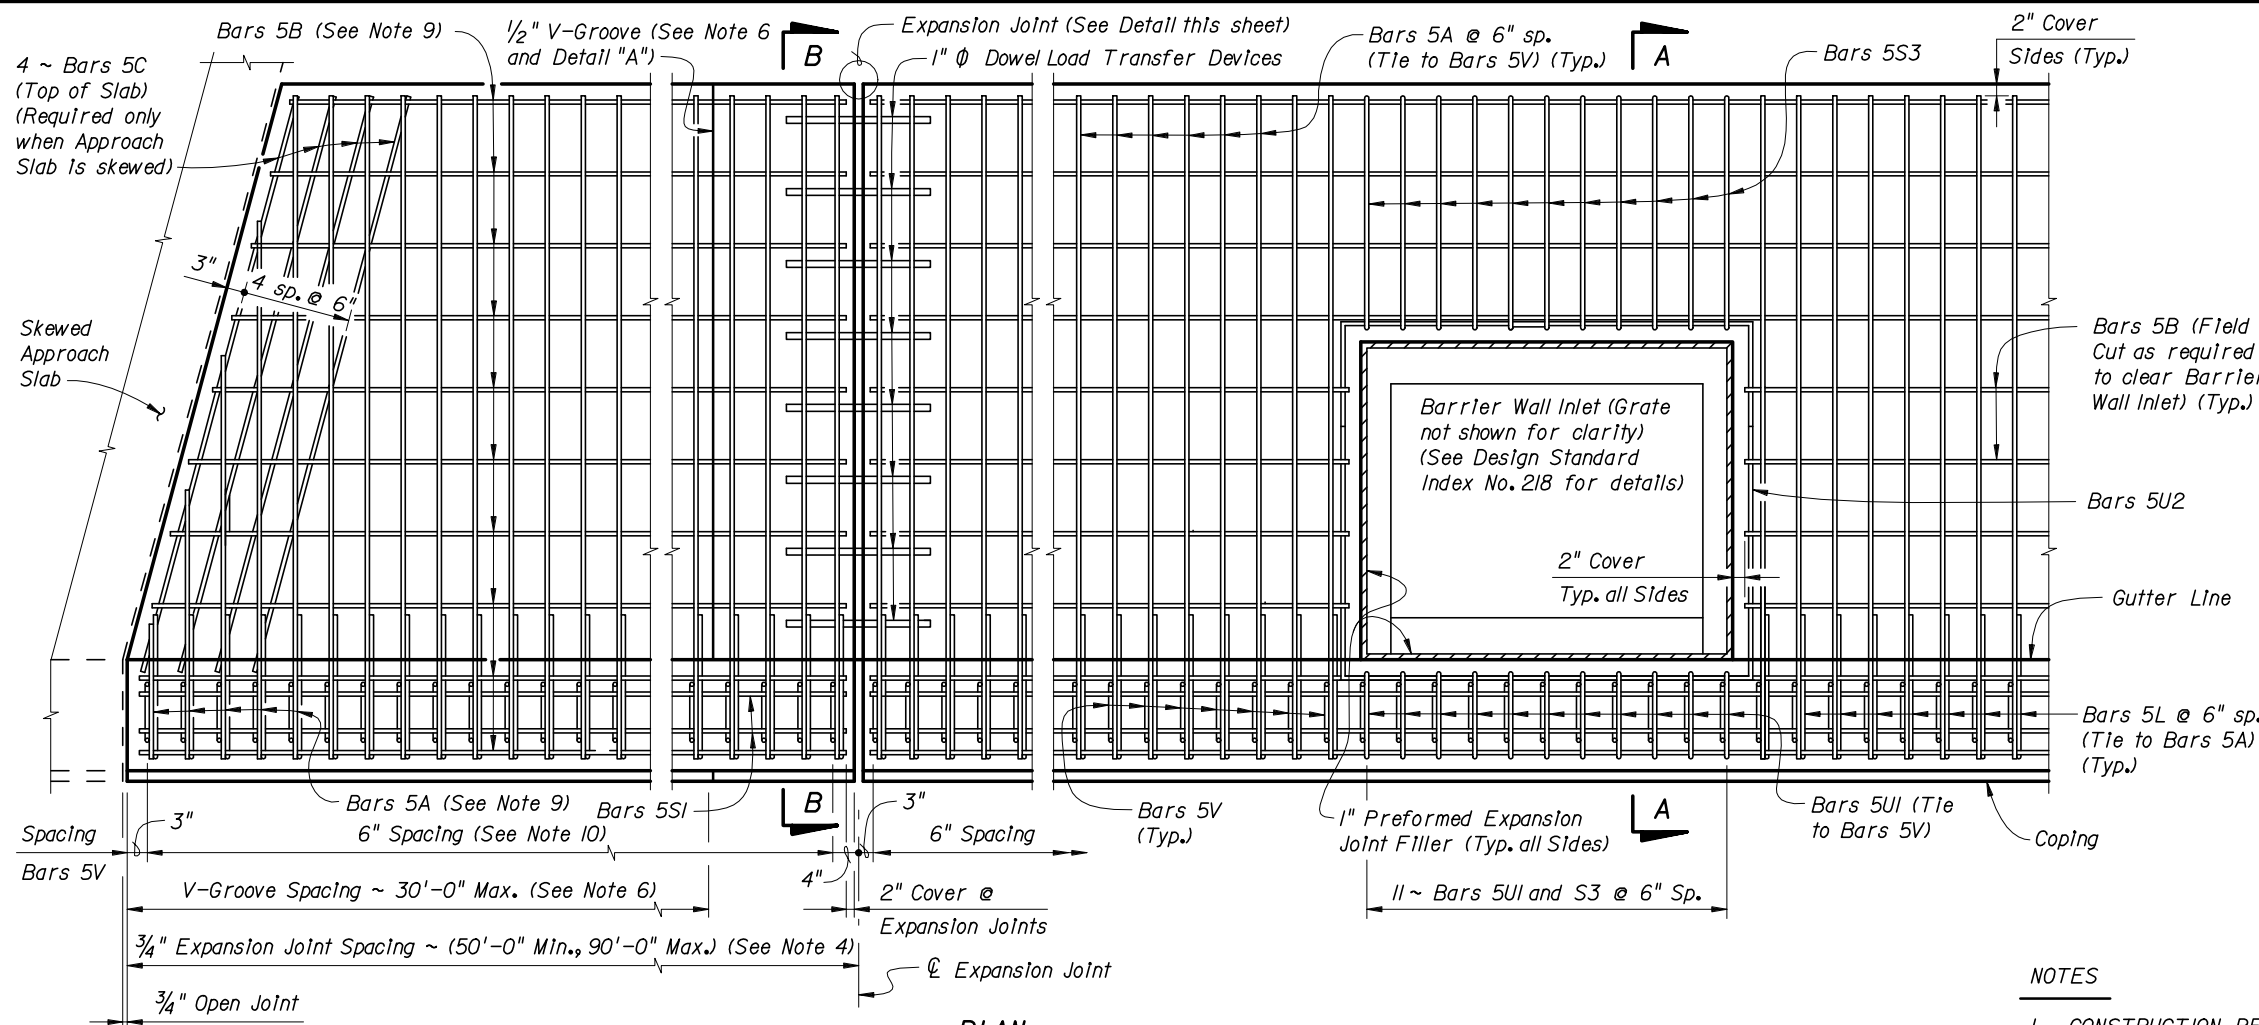 Bars 5B (See Note 9)
1/2" V-Groove (See Note 6
and Detail "A")
B
Expansion Joint (See Detail this sheet)
1" ϕ Dowel Load Transfer Devices
Bars 5A @ 6" sp.
(Tie to Bars 5V) (Typ.)
A
Bars 5S3
2" Cover
Sides (Typ.)
4 ~ Bars 5C
(Top of Slab)
(Required only
when Approach
Slab is skewed)
3"
4 sp. @ 6"
Skewed
Approach
Slab
Bars 5B (Field
Cut as required
to clear Barrier
Wall Inlet) (Typ.)
Barrier Wall Inlet (Grate
not shown for clarity)
(See Design Standard
Index No. 218 for details)
Bars 5U2
2" Cover
Typ. all Sides
Gutter Line
Bars 5L @ 6" sp.
(Tie to Bars 5A)
(Typ.)
Bars 5A (See Note 9)
Bars 5S1
B
3"
Bars 5V
(Typ.)
1" Preformed Expansion
Joint Filler (Typ. all Sides)
A
Bars 5U1 (Tie
to Bars 5V)
Coping
Spacing
Bars 5V
3"
6" Spacing (See Note 10)
6" Spacing
4"
V-Groove Spacing ~ 30'-0" Max. (See Note 6)
2" Cover @
Expansion Joints
11 ~ Bars 5U1 and S3 @ 6" Sp.
3/4" Expansion Joint Spacing ~ (50'-0" Min., 90'-0" Max.) (See Note 4)
℄ Expansion Joint
3/4" Open Joint
NOTES